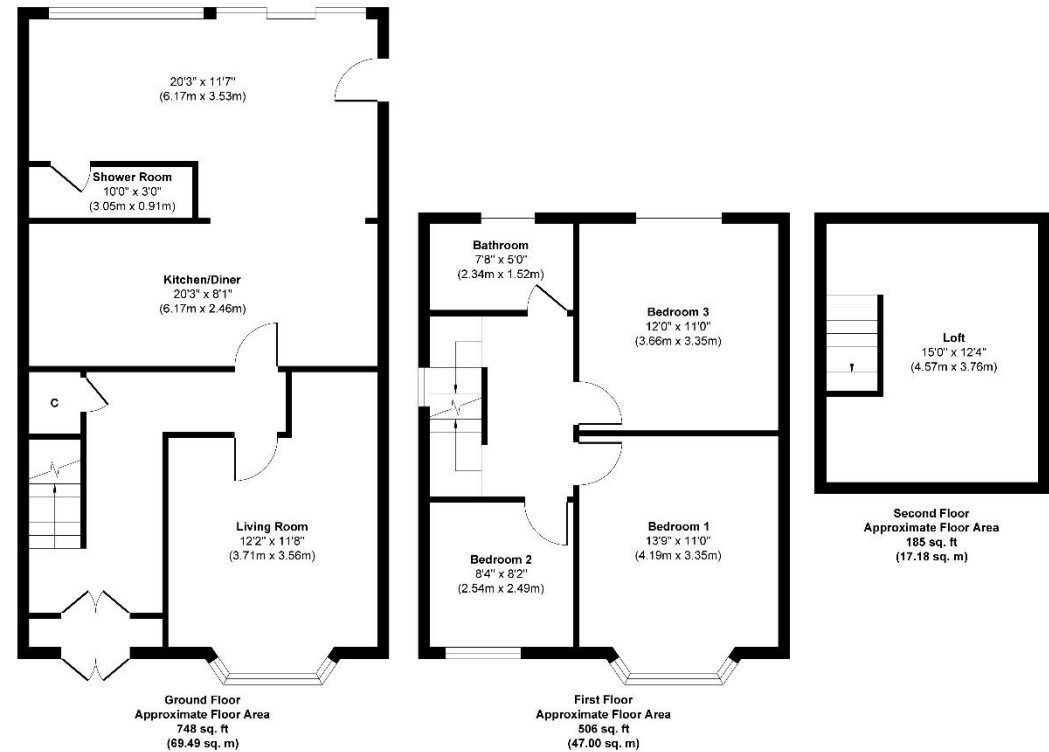 20'3" x 11'7"
(6.17m x 3.53m)
Shower Room
10'0" x 3'0"
(3.05m x 0.91m)
Kitchen/Diner
20'3" x 8'1"
(6.17m x 2.46m)
C
Living Room
12'2" x 11'8"
(3.71m x 3.56m)
Ground Floor
Approximate Floor Area
748 sq. ft
(69.49 sq. m)
Bathroom
7'8" x 5'0"
(2.34m x 1.52m)
Bedroom 3
12'0" x 11'0"
(3.66m x 3.35m)
Bedroom 2
8'4" x 8'2"
(2.54m x 2.49m)
Bedroom 1
13'9" x 11'0"
(4.19m x 3.35m)
First Floor
Approximate Floor Area
506 sq. ft
(47.00 sq. m)
Loft
15'0" x 12'4"
(4.57m x 3.76m)
Second Floor
Approximate Floor Area
185 sq. ft
(17.18 sq. m)